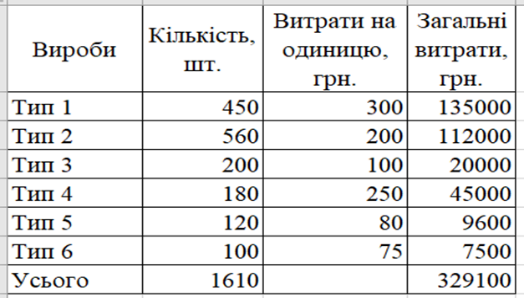 Вироби Кількість, шт. Витрати на одиницю, грн. Загальні витрати, грн.
Тип 1 450 300 135000
Тип 2 560 200 112000
Тип 3 200 100 20000
Тип 4 180 250 45000
Тип 5 120 80 9600
Тип 6 100 75 7500
Усього 1610 329100